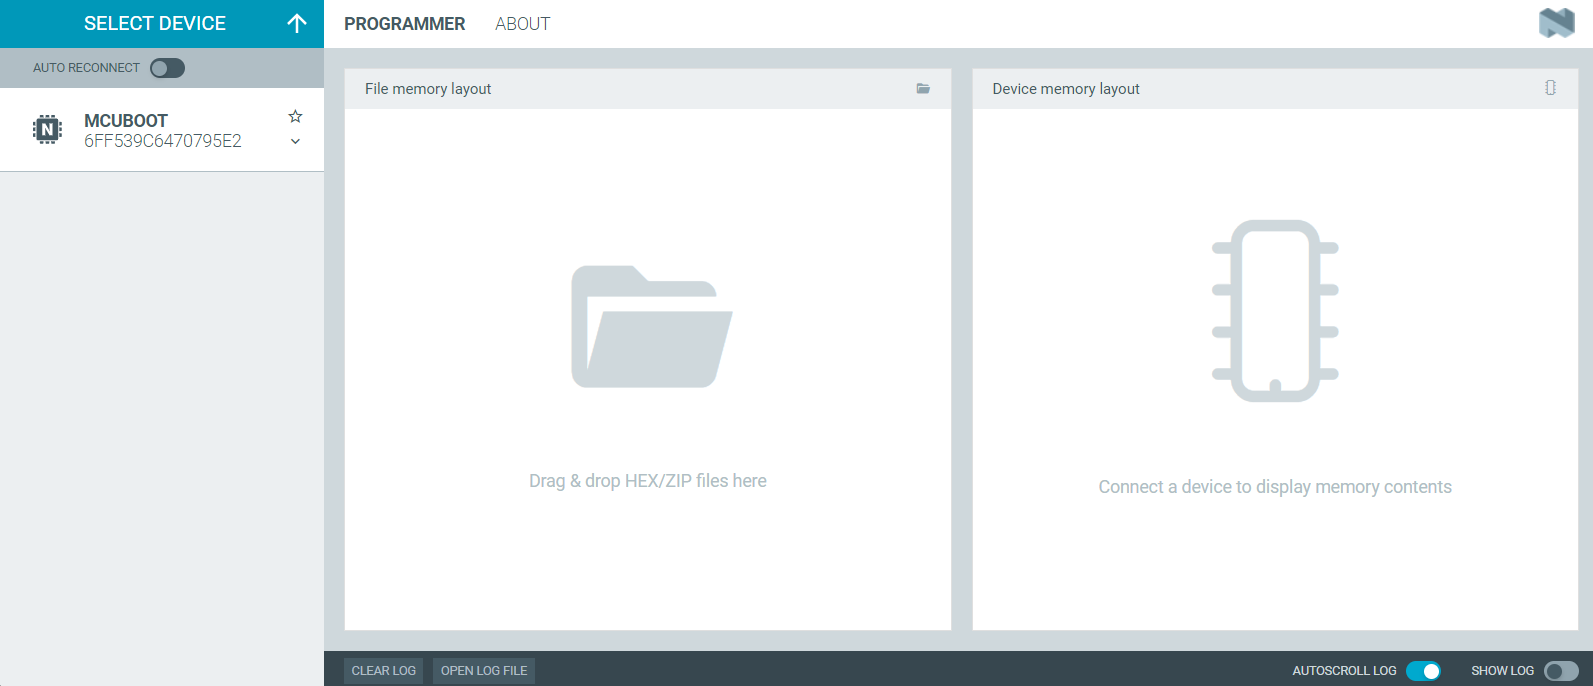 SELECT DEVICE
PROGRAMMER
ABOUT
AUTO RECONNECT
N
MCUBOOT
6FF539C6470795E2
File memory layout
Drag & drop HEX/ZIP files here
Device memory layout
Connect a device to display memory contents
CLEAR LOG
OPEN LOG FILE
AUTOSCROLL LOG
SHOW LOG